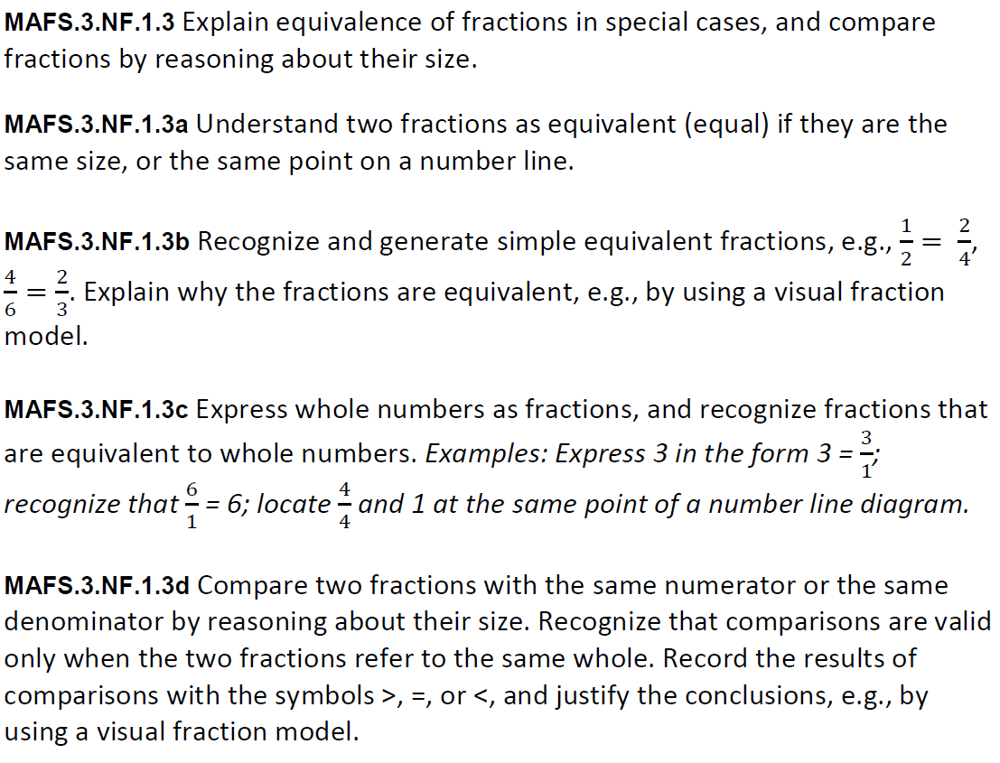 MAFS.3.NF.1.3 Explain equivalence of fractions in special cases, and compare
fractions by reasoning about their size.
MAFS.3.NF.1.3a Understand two fractions as equivalent (equal) if they are the
same size, or the same point on a number line.
MAFS.3.NF.1.3b Recognize and generate simple equivalent fractions, e.g., 1/2 = 2/4,
4/6 = 2/3. Explain why the fractions are equivalent, e.g., by using a visual fraction
model.
MAFS.3.NF.1.3c Express whole numbers as fractions, and recognize fractions that
are equivalent to whole numbers. Examples: Express 3 in the form 3 = 3/1;
recognize that 6/1 = 6; locate 4/4 and 1 at the same point of a number line diagram.
MAFS.3.NF.1.3d Compare two fractions with the same numerator or the same
denominator by reasoning about their size. Recognize that comparisons are valid
only when the two fractions refer to the same whole. Record the results of
comparisons with the symbols >, =, or <, and justify the conclusions, e.g., by
using a visual fraction model.